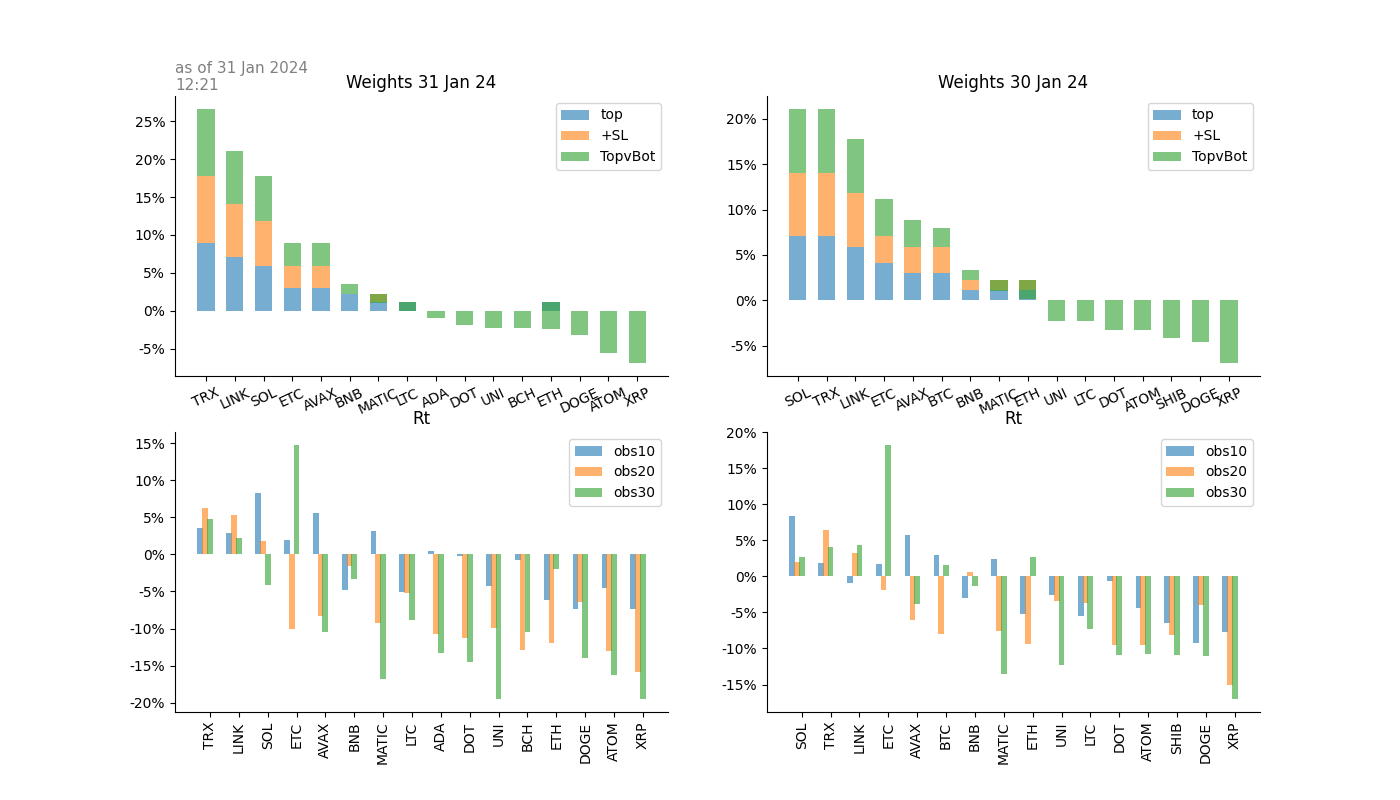 as of 31 Jan 2024
12:21
Weights 31 Jan 24
25%
20%
15%
10%
5%
0%
-5%
top
+SL
TopvBot
TRX LINK SOL ETC AVAX BNB MATIC LTC ADA DOT UNI BCH ETH DOGE ATOM XRP
Weights 30 Jan 24
20%
15%
10%
5%
0%
-5%
top
+SL
TopvBot
SOL TRX LINK ETC AVAX BTC BNB MATIC ETH UNI LTC DOT ATOM SHIB DOGE XRP
Rt
15%
10%
5%
0%
-5%
-10%
-15%
-20%
obs10
obs20
obs30
TRX LINK SOL ETC AVAX BNB MATIC LTC ADA DOT UNI BCH ETH DOGE ATOM XRP
Rt
20%
15%
10%
5%
0%
-5%
-10%
-15%
obs10
obs20
obs30
SOL TRX LINK ETC AVAX BTC BNB MATIC ETH UNI LTC DOT ATOM SHIB DOGE XRP